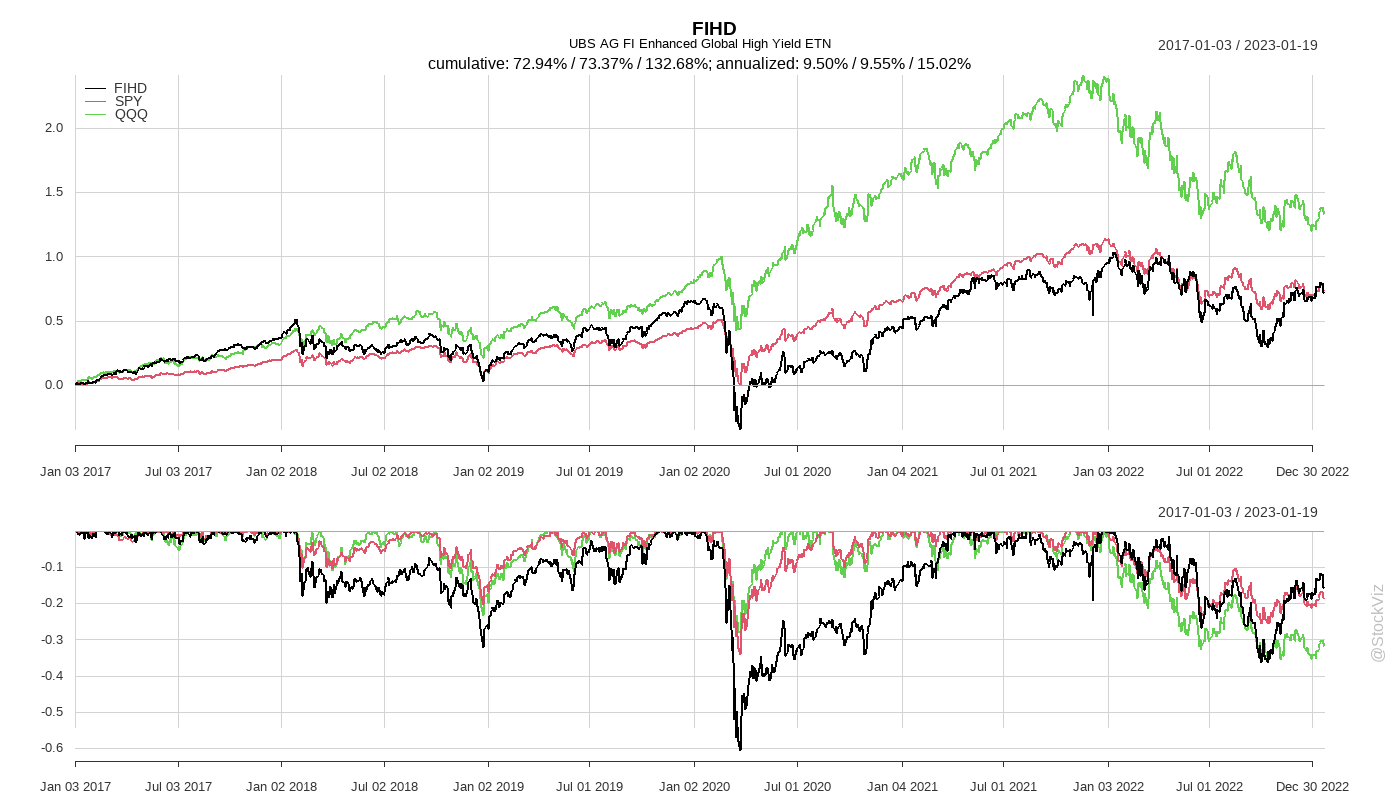 FIHD
UBS AG FI Enhanced Global High Yield ETN
2017-01-03 / 2023-01-19
cumulative: 72.94% / 73.37% / 132.68%; annualized: 9.50% / 9.55% / 15.02%
FIHD
SPY
QQQ
2.0
1.5
1.0
0.5
0.0
Jan 03 2017 Jul 03 2017 Jan 02 2018 Jul 02 2018 Jan 02 2019 Jul 01 2019 Jan 02 2020 Jul 01 2020 Jan 04 2021 Jul 01 2021 Jan 03 2022 Jul 01 2022 Dec 30 2022
2017-01-03 / 2023-01-19
-0.1
-0.2
-0.3
-0.4
-0.5
-0.6
Jan 03 2017 Jul 03 2017 Jan 02 2018 Jul 02 2018 Jan 02 2019 Jul 01 2019 Jan 02 2020 Jul 01 2020 Jan 04 2021 Jul 01 2021 Jan 03 2022 Jul 01 2022 Dec 30 2022
@StockViz